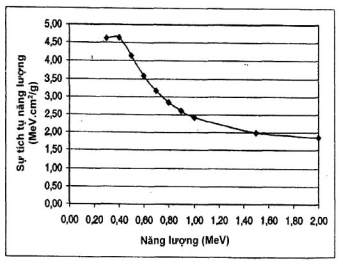 Sự tích tụ năng lượng
(MeV.cm²/g)
5,00
4,50
4,00
3,50
3,00
2,50
2,00
1,50
1,00
0,50
0,00
0,00 0,20 0,40 0,60 0,80 1,00 1,20 1,40 1,60 1,80 2,00
Năng lượng (MeV)